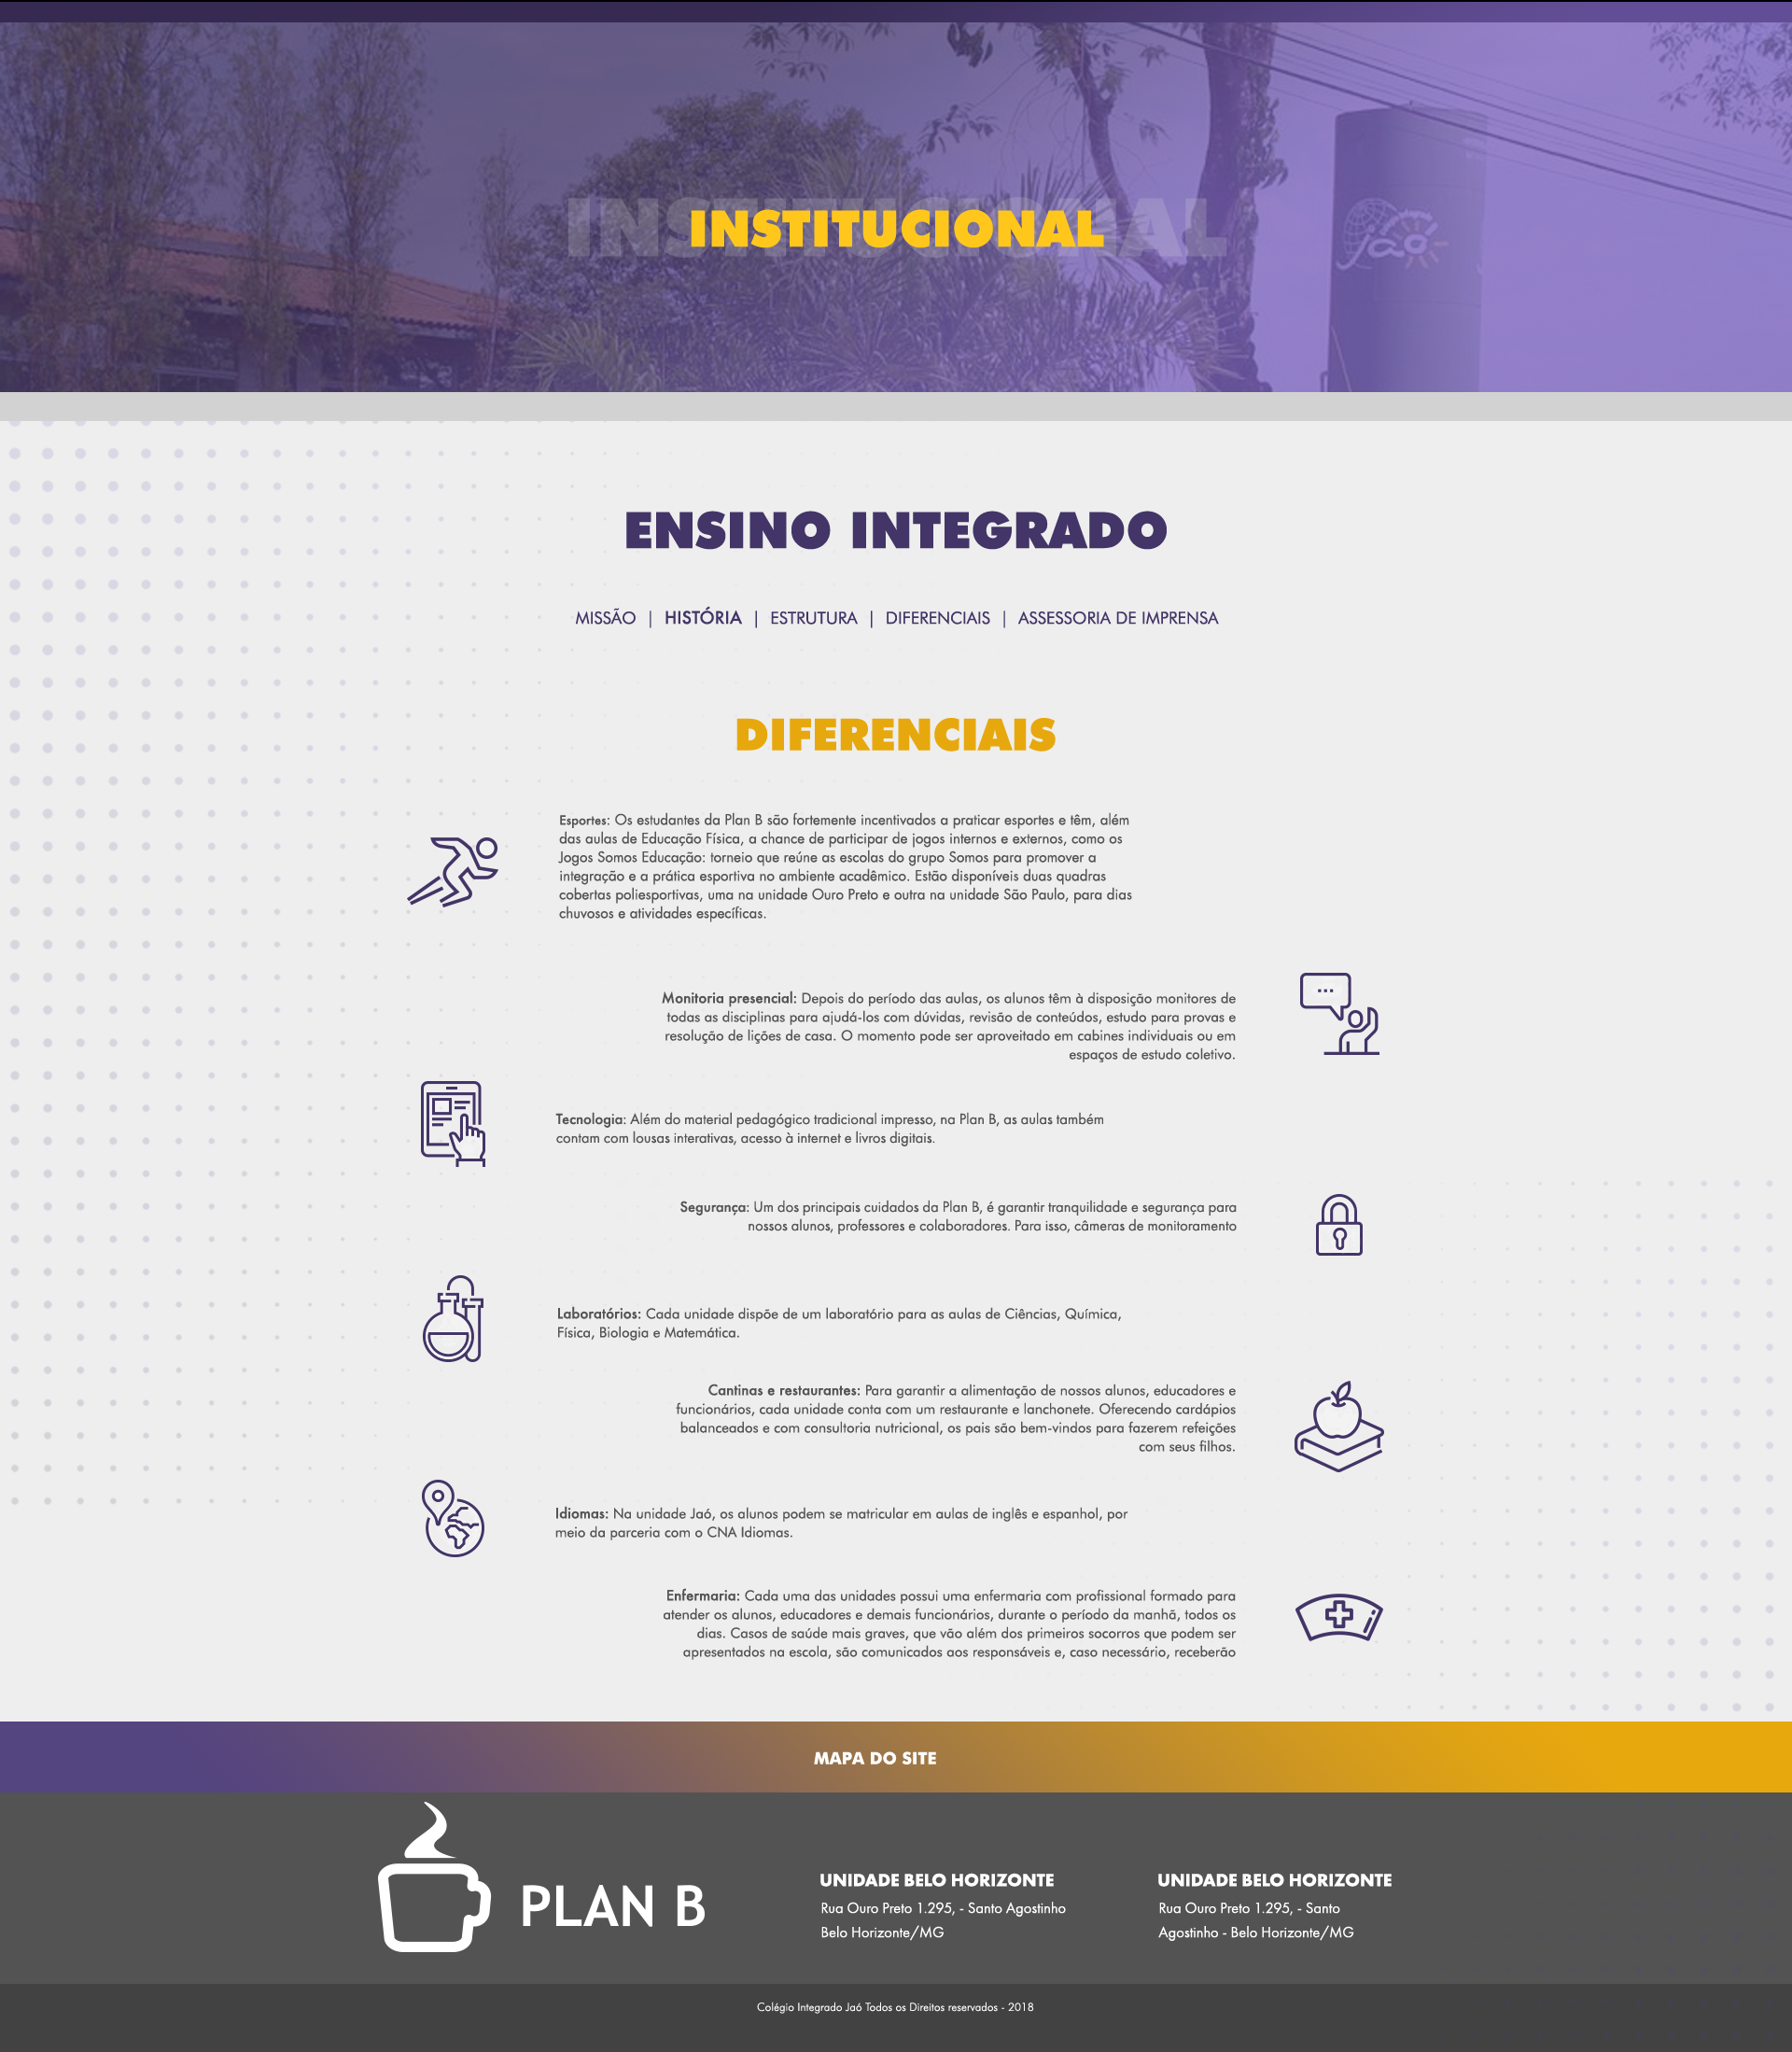 INSTITUCIONAL
INSTITUCIONAL
jaó!
ENSINO INTEGRADO
MISSÃO | HISTÓRIA | ESTRUTURA | DIFERENCIAIS | ASSESSORIA DE IMPRENSA
DIFERENCIAIS
Esportes: Os estudantes da Plan B são fortemente incentivados a praticar esportes e têm, além
das aulas de Educação Física, a chance de participar de jogos internos e externos, como os
Jogos Somos Educação: torneio que reúne as escolas do grupo Somos para promover a
integração e a prática esportiva no ambiente acadêmico. Estão disponíveis duas quadras
cobertas poliesportivas, uma na unidade Ouro Preto e outra na unidade São Paulo, para dias
chuvosos e atividades específicas.
Monitoria presencial: Depois do período das aulas, os alunos têm à disposição monitores de
todas as disciplinas para ajudá-los com dúvidas, revisão de conteúdos, estudo para provas e
resolução de lições de casa. O momento pode ser aproveitado em cabines individuais ou em
espaços de estudo coletivo.
Tecnologia: Além do material pedagógico tradicional impresso, na Plan B, as aulas também
contam com lousas interativas, acesso à internet e livros digitais.
Segurança: Um dos principais cuidados da Plan B, é garantir tranquilidade e segurança para
nossos alunos, professores e colaboradores. Para isso, câmeras de monitoramento
Laboratórios: Cada unidade dispõe de um laboratório para as aulas de Ciências, Química,
Física, Biologia e Matemática.
Cantinas e restaurantes: Para garantir a alimentação de nossos alunos, educadores e
funcionários, cada unidade conta com um restaurante e lanchonete. Oferecendo cardápios
balanceados e com consultoria nutricional, os pais são bem-vindos para fazerem refeições
com seus filhos.
Idiomas: Na unidade Jaó, os alunos podem se matricular em aulas de inglês e espanhol, por
meio da parceria com o CNA Idiomas.
Enfermaria: Cada uma das unidades possui uma enfermaria com profissional formado para
atender os alunos, educadores e demais funcionários, durante o período da manhã, todos os
dias. Casos de saúde mais graves, que vão além dos primeiros socorros que podem ser
apresentados na escola, são comunicados aos responsáveis e, caso necessário, receberão
MAPA DO SITE
PLAN B
UNIDADE BELO HORIZONTE
Rua Ouro Preto 1.295, - Santo Agostinho
Belo Horizonte/MG
UNIDADE BELO HORIZONTE
Rua Ouro Preto 1.295, - Santo
Agostinho - Belo Horizonte/MG
Colégio Integrado Jaó Todos os Direitos reservados - 2018